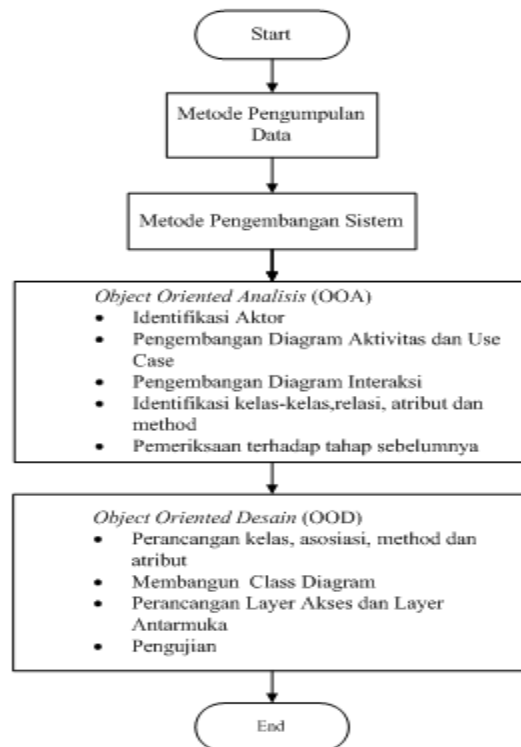 Start
Metode Pengumpulan
Data
Metode Pengembangan Sistem
Object Oriented Analisis (OOA)
• Identifikasi Aktor
• Pengembangan Diagram Aktivitas dan Use
Case
• Pengembangan Diagram Interaksi
• Identifikasi kelas-kelas,relasi, atribut dan
method
• Pemeriksaan terhadap tahap sebelumnya
Object Oriented Desain (OOD)
• Perancangan kelas, asosiasi, method dan
atribut
• Membangun Class Diagram
• Perancangan Layer Akses dan Layer
Antarmuka
• Pengujian
End